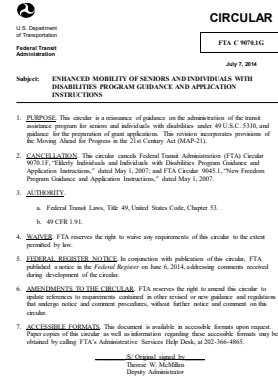 CIRCULAR
U.S. Department
of Transportation
Federal Transit
Administration
FTA C 9070.1G
July 7, 2014
Subject: ENHANCED MOBILITY OF SENIORS AND INDIVIDUALS WITH
DISABILITIES PROGRAM GUIDANCE AND APPLICATION
INSTRUCTIONS
1. PURPOSE. This circular is a reissuance of guidance on the administration of the transit
assistance program for seniors and individuals with disabilities under 49 U.S.C. 5310, and
guidance for the preparation of grant applications. This revision incorporates provisions of
the Moving Ahead for Progress in the 21st Century Act (MAP-21).
2. CANCELLATION. This circular cancels Federal Transit Administration (FTA) Circular
9070.1F, "Elderly Individuals and Individuals with Disabilities Program Guidance and
Application Instructions," dated May 1, 2007; and FTA Circular 9045.1, "New Freedom
Program Guidance and Application Instructions," dated May 1, 2007.
3. AUTHORITY.
a. Federal Transit Laws, Title 49, United States Code, Chapter 53.
b. 49 CFR 1.91.
4. WAIVER. FTA reserves the right to waive any requirements of this circular to the extent
permitted by law.
5. FEDERAL REGISTER NOTICE. In conjunction with publication of this circular, FTA
published a notice in the Federal Register on June 6, 2014, addressing comments received
during development of the circular.
6. AMENDMENTS TO THE CIRCULAR. FTA reserves the right to amend this circular to
update references to requirements contained in other revised or new guidance and regulations
that undergo notice and comment procedures, without further notice and comment on this
circular.
7. ACCESSIBLE FORMATS. This document is available in accessible formats upon request.
Paper copies of this circular as well as information regarding these accessible formats may be
obtained by calling FTA's Administrative Services Help Desk, at 202-366-4865.
/S/ Original signed by
Therese W. McMillan
Deputy Administrator